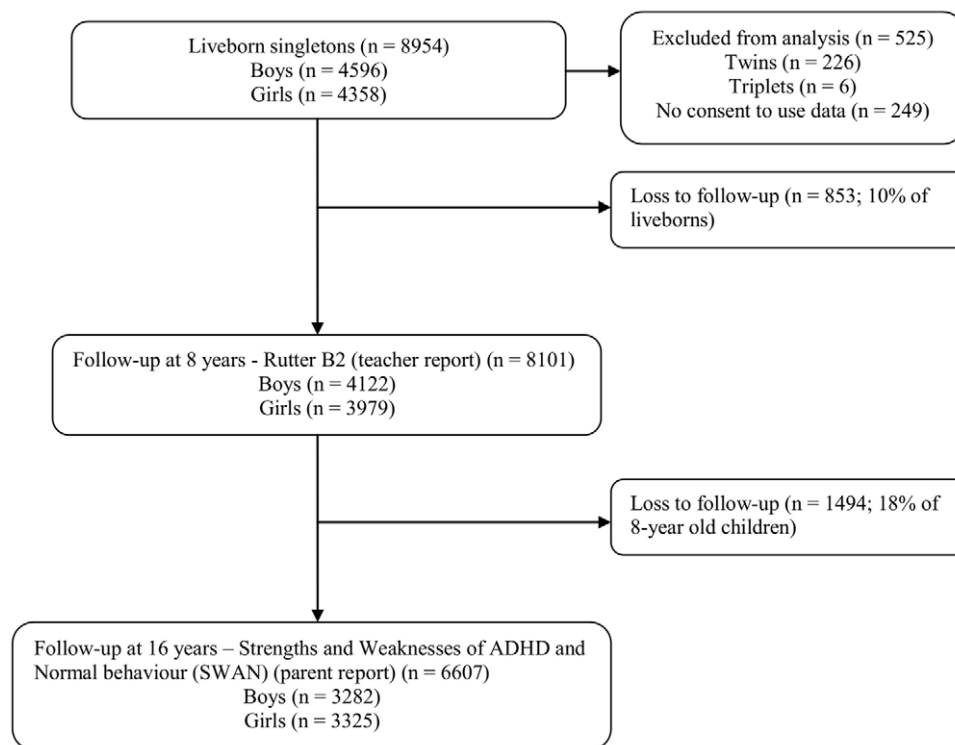 Liveborn singletons (n = 8954)
Boys (n = 4596)
Girls (n = 4358)
Excluded from analysis (n = 525)
Twins (n = 226)
Triplets (n = 6)
No consent to use data (n = 249)
Loss to follow-up (n = 853; 10% of
liveborns)
Follow-up at 8 years - Rutter B2 (teacher report) (n = 8101)
Boys (n = 4122)
Girls (n = 3979)
Loss to follow-up (n = 1494; 18% of
8-year old children)
Follow-up at 16 years – Strengths and Weaknesses of ADHD and
Normal behaviour (SWAN) (parent report) (n = 6607)
Boys (n = 3282)
Girls (n = 3325)